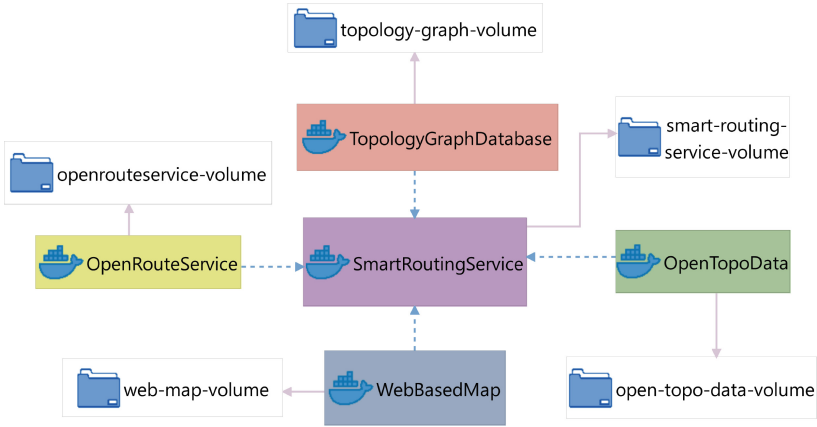 topology-graph-volume
TopologyGraphDatabase
smart-routing-
service-volume
openrouteservice-volume
OpenRouteService
SmartRoutingService
OpenTopoData
web-map-volume
WebBasedMap
open-topo-data-volume